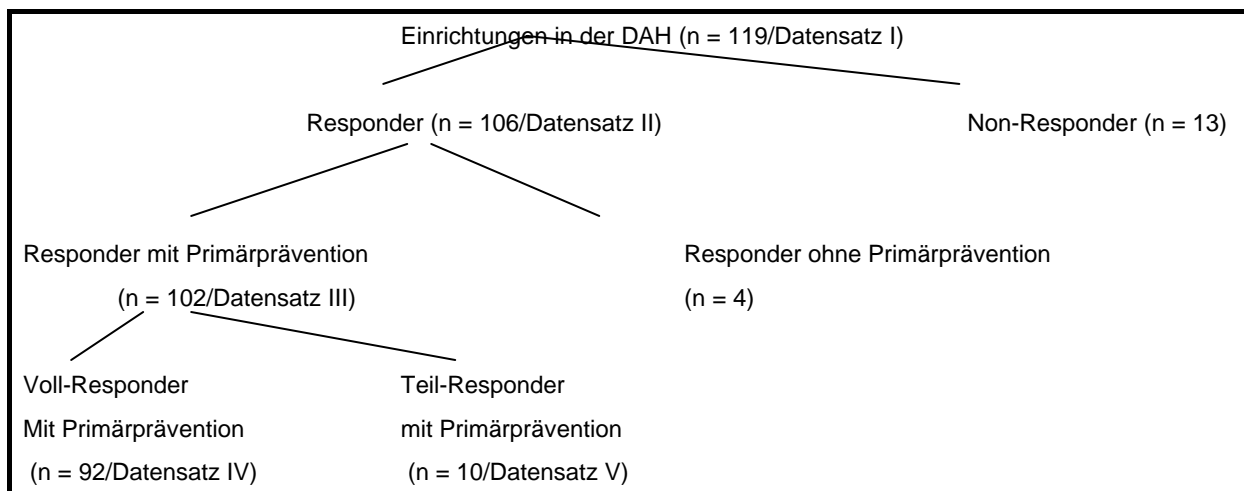 Einrichtungen in der DAH (n = 119/Datensatz I)
Responder (n = 106/Datensatz II)
Non-Responder (n = 13)
Responder mit Primärprävention
(n = 102/Datensatz III)
Responder ohne Primärprävention
(n = 4)
Voll-Responder
Mit Primärprävention
(n = 92/Datensatz IV)
Teil-Responder
mit Primärprävention
(n = 10/Datensatz V)